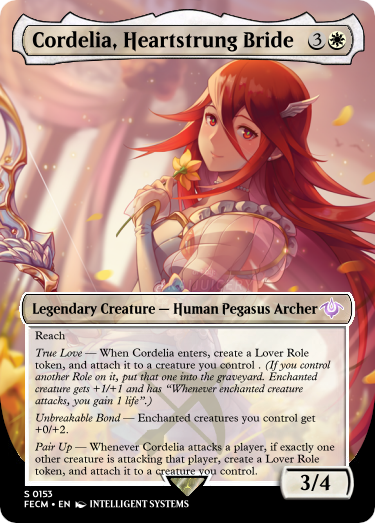 Cordelia, Heartstrung Bride 3
Legendary Creature — Human Pegasus Archer
Reach
True Love — When Cordelia enters, create a Lover Role
token, and attach it to a creature you control . (If you control
another Role on it, put that one into the graveyard. Enchanted
creature gets +1/+1 and has “Whenever enchanted creature
attacks, you gain 1 life”.)
Unbreakable Bond — Enchanted creatures you control get
+0/+2.
Pair Up — Whenever Cordelia attacks a player, if exactly one
other creature is attacking that player, create a Lover Role
token, and attach it to a creature you control.
3/4
S 0153
FECM • EN INTELLIGENT SYSTEMS